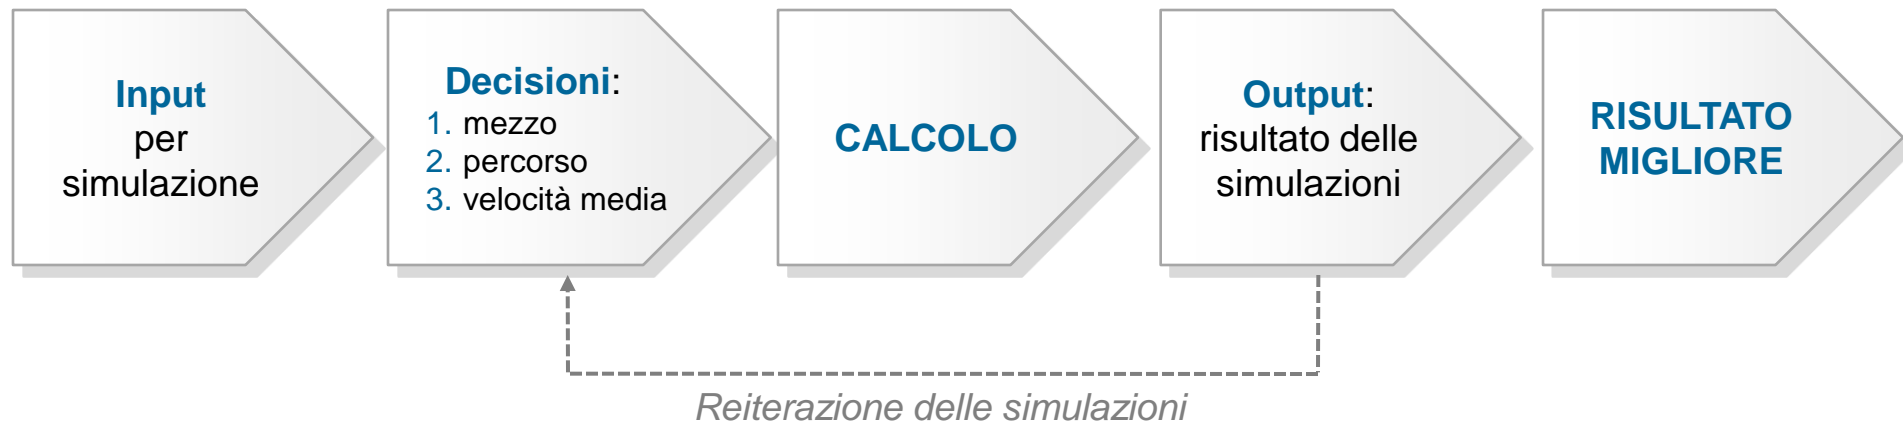 Input
per
simulazione
Decisioni:
1. mezzo
2. percorso
3. velocità media
CALCOLO
Output:
risultato delle
simulazioni
RISULTATO
MIGLIORE
Reiterazione delle simulazioni